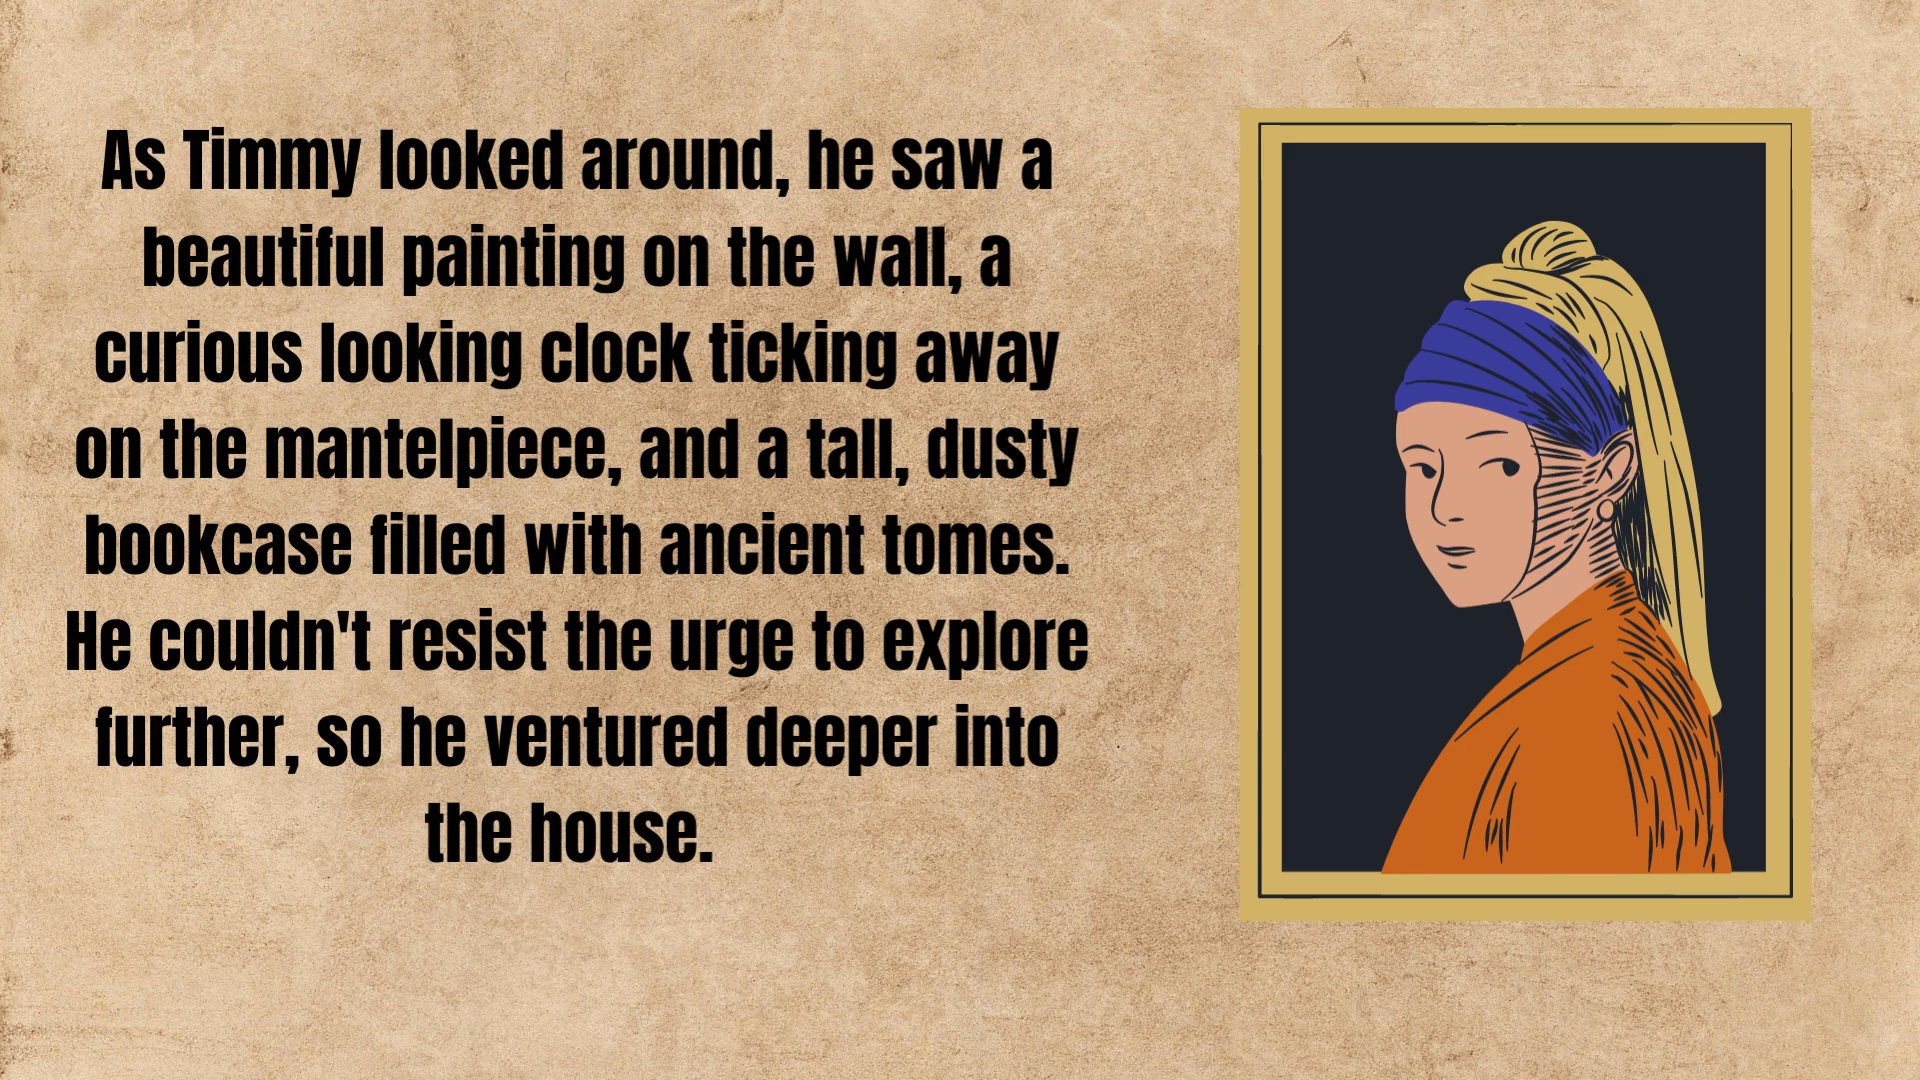 As Timmy looked around, he saw a
beautiful painting on the wall, a
curious looking clock ticking away
on the mantelpiece, and a tall, dusty
bookcase filled with ancient tomes.
He couldn't resist the urge to explore
further, so he ventured deeper into
the house.